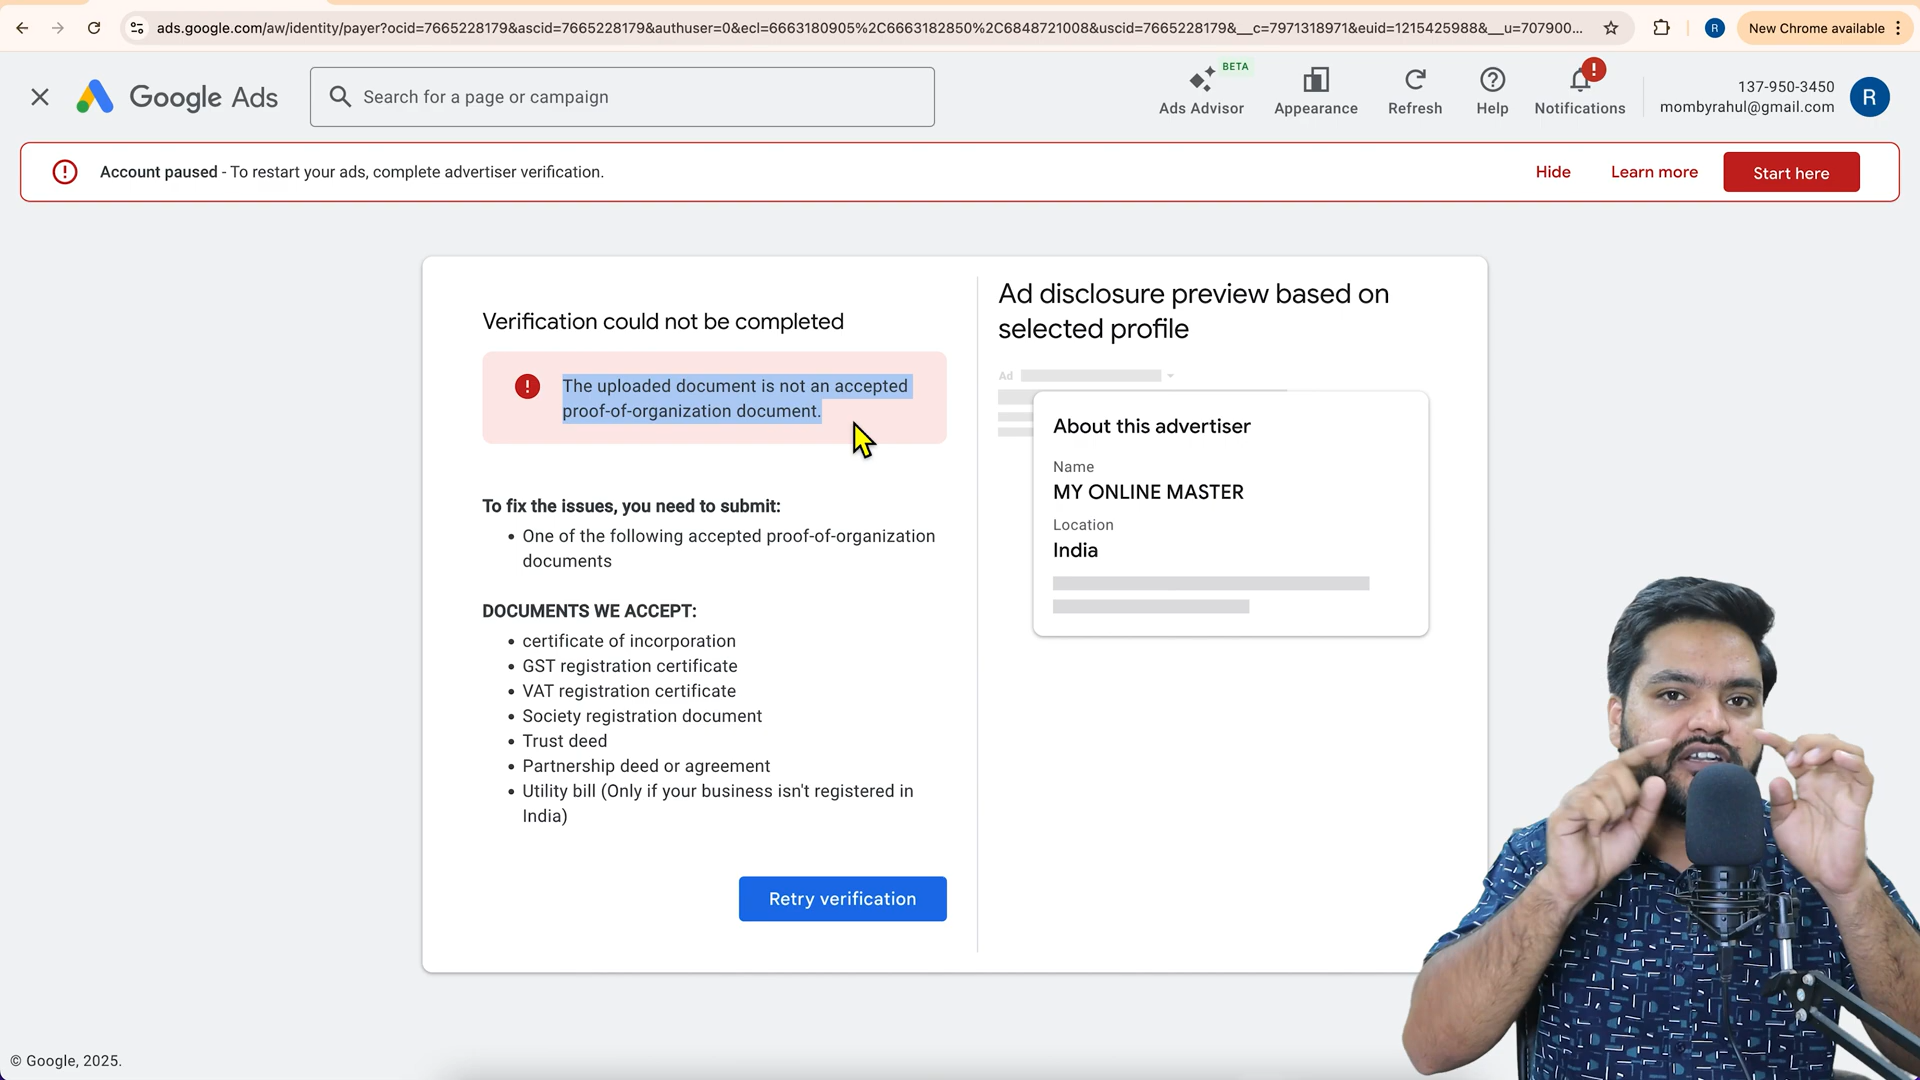 ads.google.com/aw/identity/payer?ocid=7665228179&ascid=7665228179&authuser=0&ecl=6663180905%2C6663182850%2C6848721008&uscid=7665228179&__c=7971318971&euid=1215425988&__u=707900...
R
New Chrome available
Google Ads
Search for a page or campaign
BETA
Ads Advisor
Appearance
Refresh
Help
Notifications
137-950-3450
mombyrahul@gmail.com
R
Account paused - To restart your ads, complete advertiser verification.
Hide
Learn more
Start here
Verification could not be completed
The uploaded document is not an accepted
proof-of-organization document.
To fix the issues, you need to submit:
• One of the following accepted proof-of-organization
documents
DOCUMENTS WE ACCEPT:
• certificate of incorporation
• GST registration certificate
• VAT registration certificate
• Society registration document
• Trust deed
• Partnership deed or agreement
• Utility bill (Only if your business isn't registered in
India)
Retry verification
Ad disclosure preview based on
selected profile
Ad
About this advertiser
Name
MY ONLINE MASTER
Location
India
© Google, 2025.